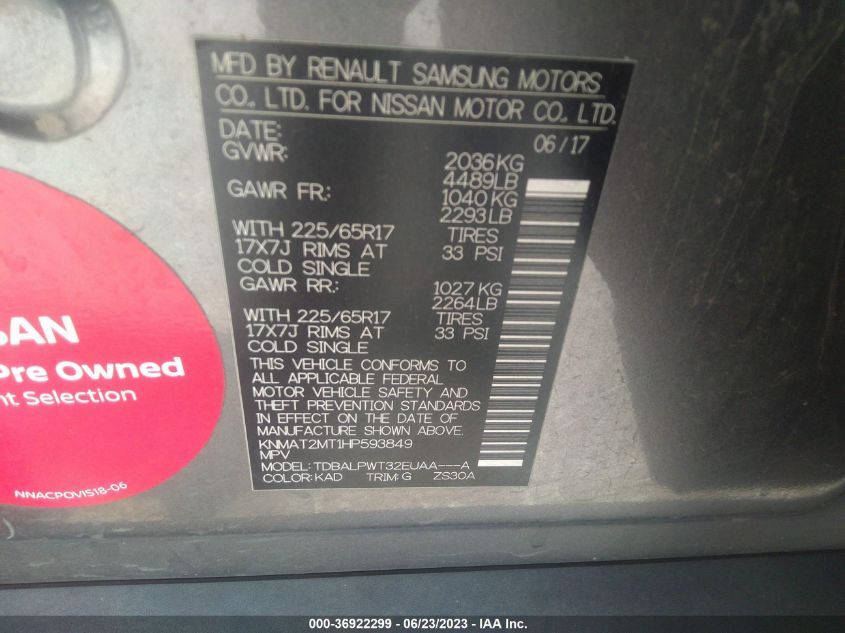 MFD BY RENAULT SAMSUNG MOTORS
CO., LTD. FOR NISSAN MOTOR CO., LTD.
DATE: 06/17
GVWR: 2036KG
4489LB
GAWR FR: 1040KG
2293LB
WITH 225/65R17 TIRES
17X7J RIMS AT 33 PSI
COLD SINGLE
GAWR RR: 1027KG
2264LB
WITH 225/65R17 TIRES
17X7J RIMS AT 33 PSI
COLD SINGLE
THIS VEHICLE CONFORMS TO
ALL APPLICABLE FEDERAL
MOTOR VEHICLE SAFETY AND
THEFT PREVENTION STANDARDS
IN EFFECT ON THE DATE OF
MANUFACTURE SHOWN ABOVE.
KNMAT2MT1HP593849
MPV
MODEL: TDBALPWT32EUAA---A
COLOR: KAD TRIM: G ZS30A
Pre Owned
Selection
NNACPOVIS18-06
000-36922299 - 06/23/2023 - IAA Inc.